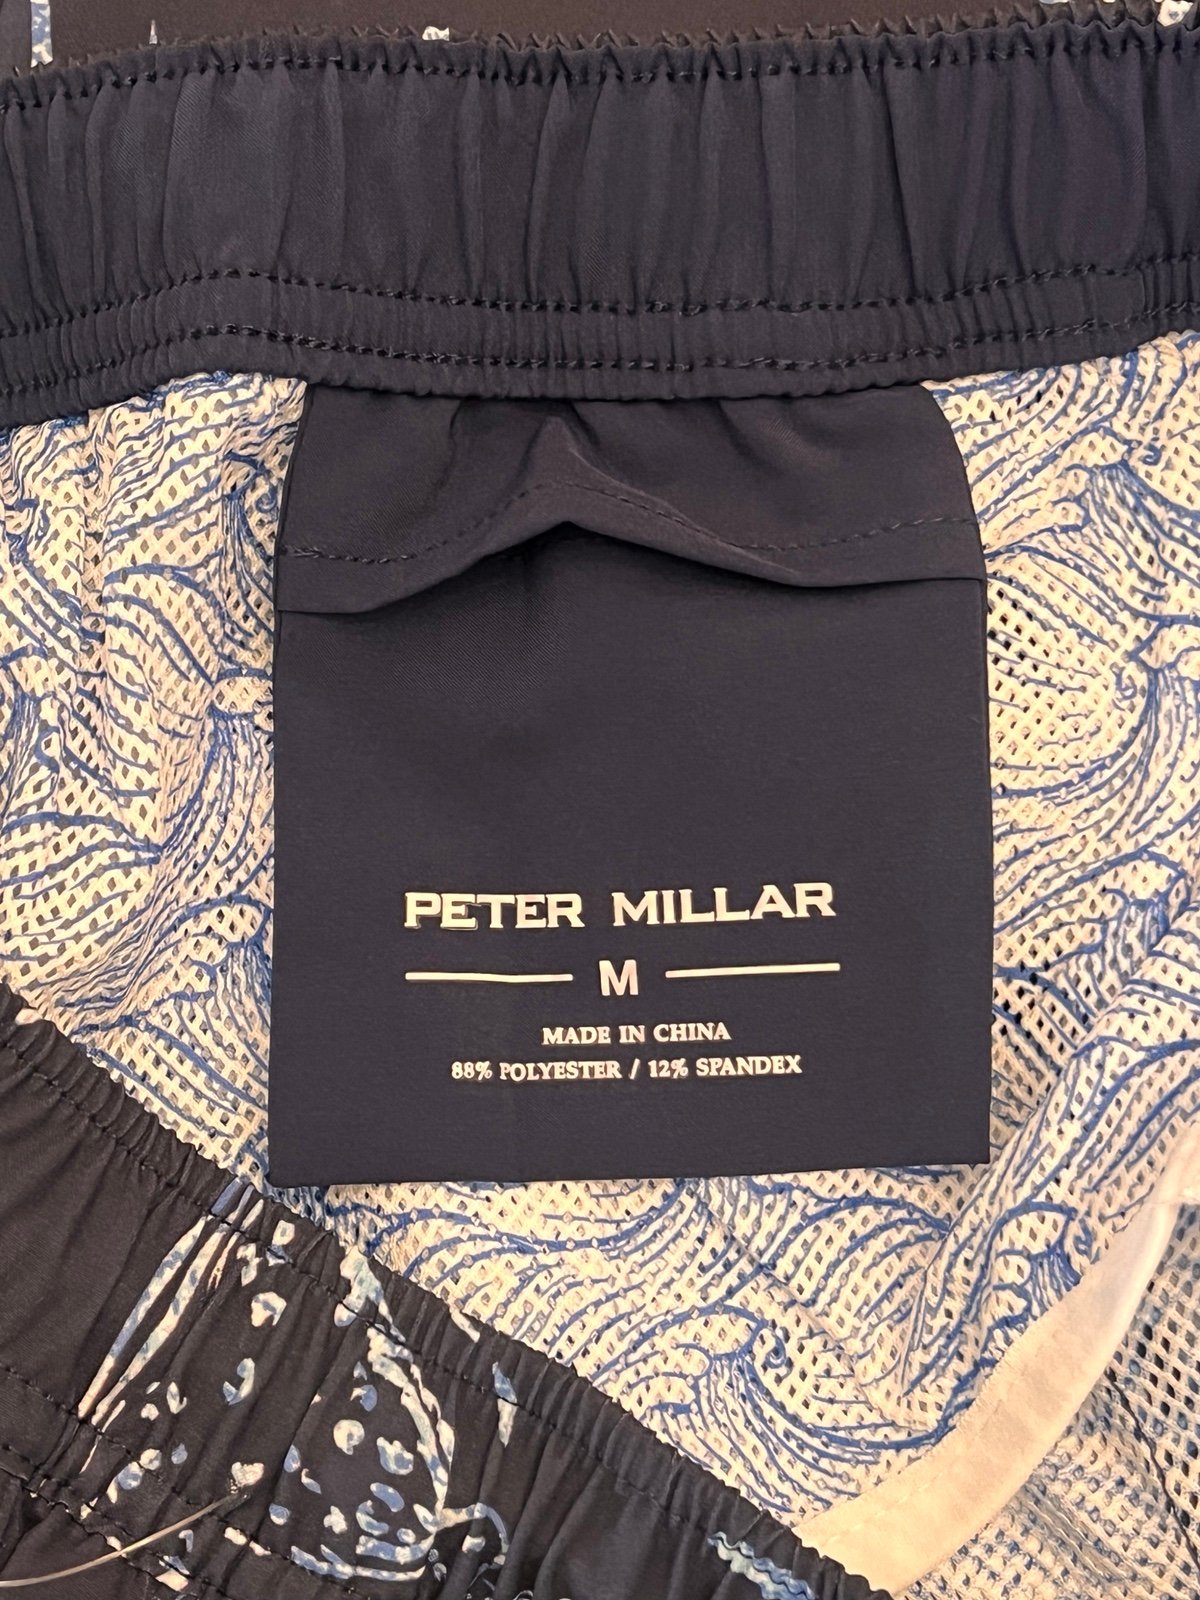 PETER MILLAR
M
MADE IN CHINA
88% POLYESTER / 12% SPANDEX